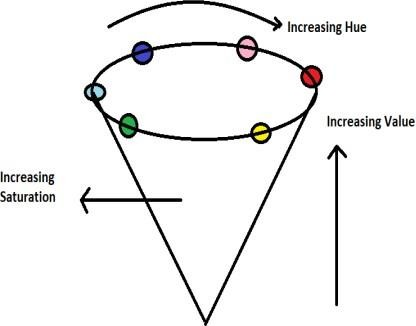 Increasing Hue
Increasing Value
Increasing
Saturation